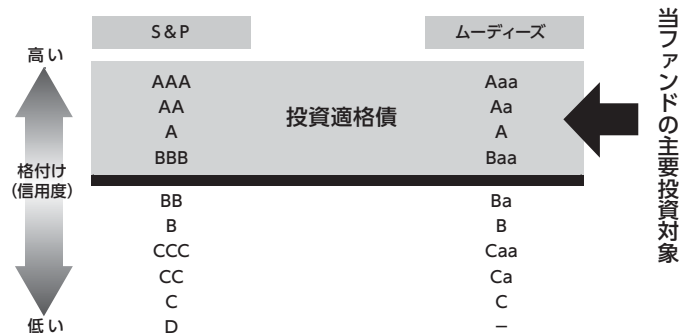 S&P
ムーディーズ
高い
格付け
(信用度)
低い
AAA
AA
A
BBB
投資適格債
Aaa
Aa
A
Baa
BB
B
CCC
CC
C
D
Ba
B
Caa
Ca
C
−
当ファンドの主要投資対象